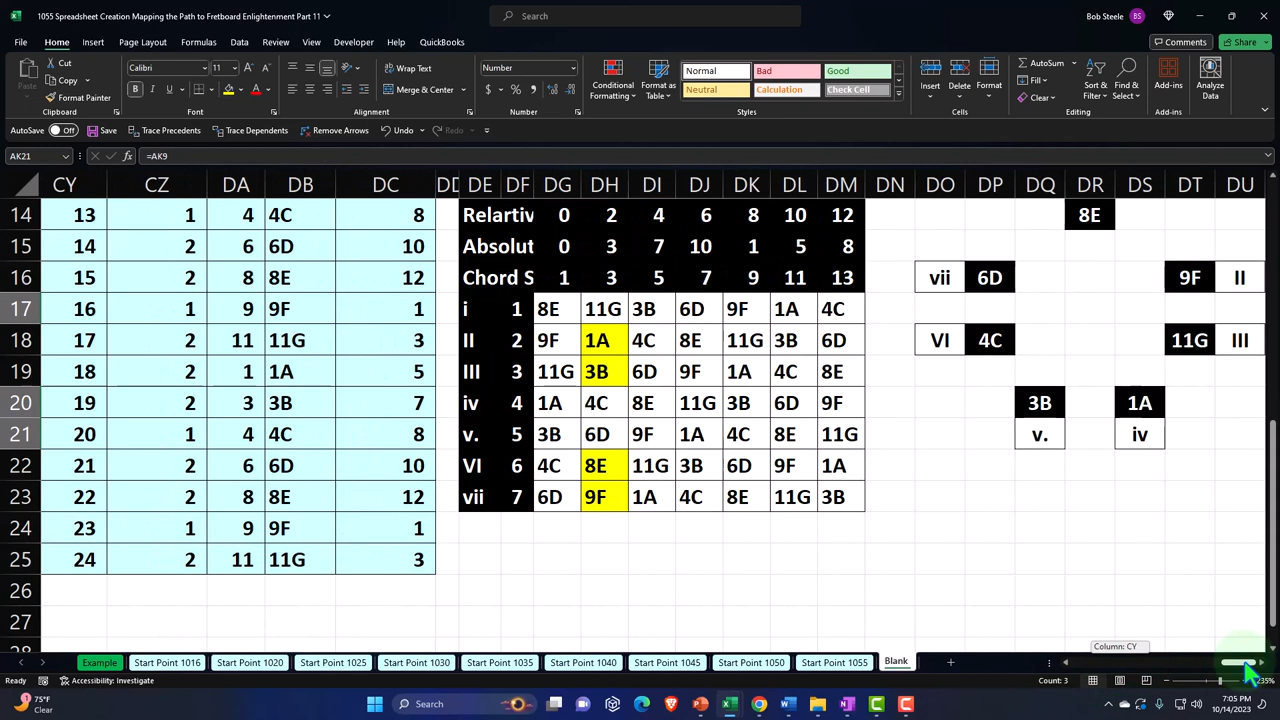 1055 Spreadsheet Creation Mapping the Path to Fretboard Enlightenment Part 11
Search
Bob Steele BS
File Home Insert Page Layout Formulas Data Review View Developer Help QuickBooks
Comments Share
Cut
Copy
Format Painter
Paste
Calibri 11
Wrap Text
Merge & Center
Number
Conditional Formatting
Format as Table
Normal Bad Good
Neutral Calculation Check Cell
Insert Delete Format
AutoSum
Fill
Clear
Sort & Filter
Find & Select
Add-ins
Analyze Data
Clipboard Font Alignment Number Styles Cells Editing Add-ins
AutoSave Off Save Trace Precedents Trace Dependents Remove Arrows Undo Redo
AK21 fx =AK9
CY CZ DA DB DC DD DE DF DG DH DI DJ DK DL DM DN DO DP DQ DR DS DT DU
14 13 1 4 4C 8 Relartiv 0 2 4 6 8 10 12 8E
15 14 2 6 6D 10 Absolut 0 3 7 10 1 5 8
16 15 2 8 8E 12 Chord S 1 3 5 7 9 11 13 vii 6D 9F II
17 16 1 9 9F 1 i 1 8E 11G 3B 6D 9F 1A 4C
18 17 2 11 11G 3 II 2 9F 1A 4C 8E 11G 3B 6D VI 4C 11G III
19 18 2 1 1A 5 III 3 11G 3B 6D 9F 1A 4C 8E
20 19 2 3 3B 7 iv 4 1A 4C 8E 11G 3B 6D 9F 3B 1A
21 20 1 4 4C 8 v. 5 3B 6D 9F 1A 4C 8E 11G v. iv
22 21 2 6 6D 10 VI 6 4C 8E 11G 3B 6D 9F 1A
23 22 2 8 8E 12 vii 7 6D 9F 1A 4C 8E 11G 3B
24 23 1 9 9F 1
25 24 2 11 11G 3
26
27
Column: CY
Example Start Point 1016 Start Point 1020 Start Point 1025 Start Point 1030 Start Point 1035 Start Point 1040 Start Point 1045 Start Point 1050 Start Point 1055 Blank
Ready Accessibility: Investigate Count: 3 235%
75°F
Clear
Search
7:05 PM
10/14/2023